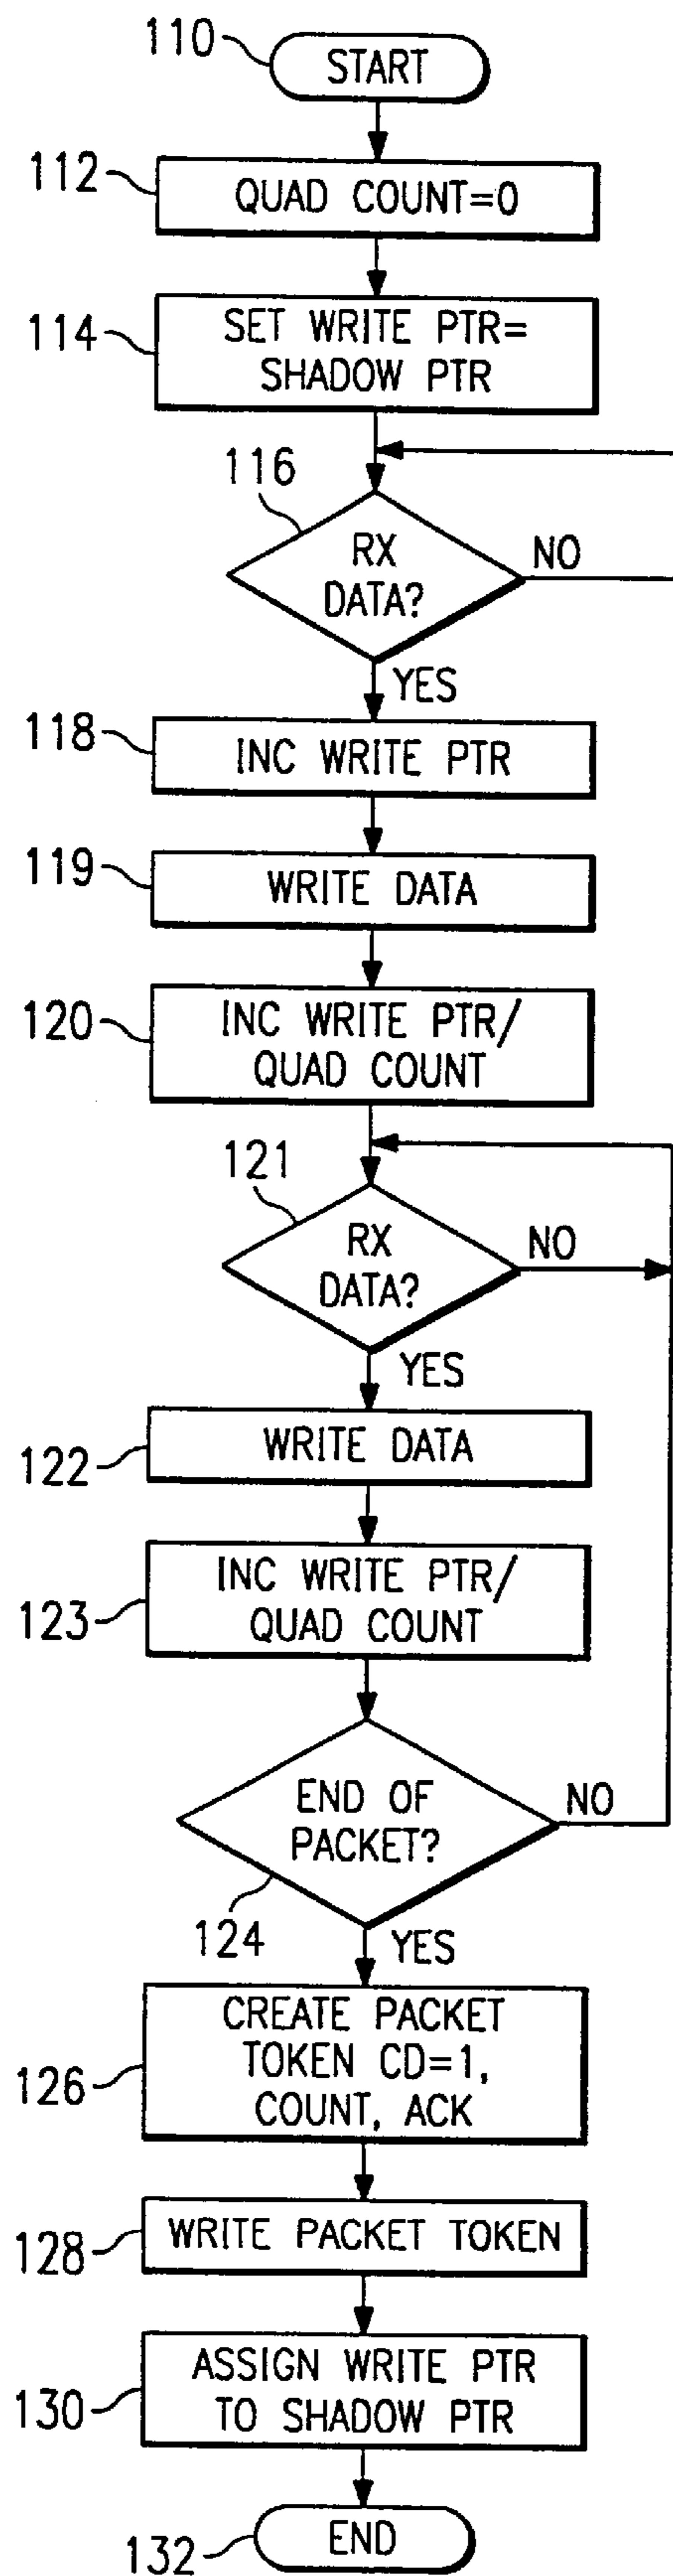 110
START
112
QUAD COUNT=0
114
SET WRITE PTR=
SHADOW PTR
116
RX
DATA?
NO
YES
118
INC WRITE PTR
119
WRITE DATA
120
INC WRITE PTR/
QUAD COUNT
121
RX
DATA?
NO
YES
122
WRITE DATA
123
INC WRITE PTR/
QUAD COUNT
END OF
PACKET?
NO
124
YES
126
CREATE PACKET
TOKEN CD=1,
COUNT, ACK
128
WRITE PACKET TOKEN
130
ASSIGN WRITE PTR
TO SHADOW PTR
132
END